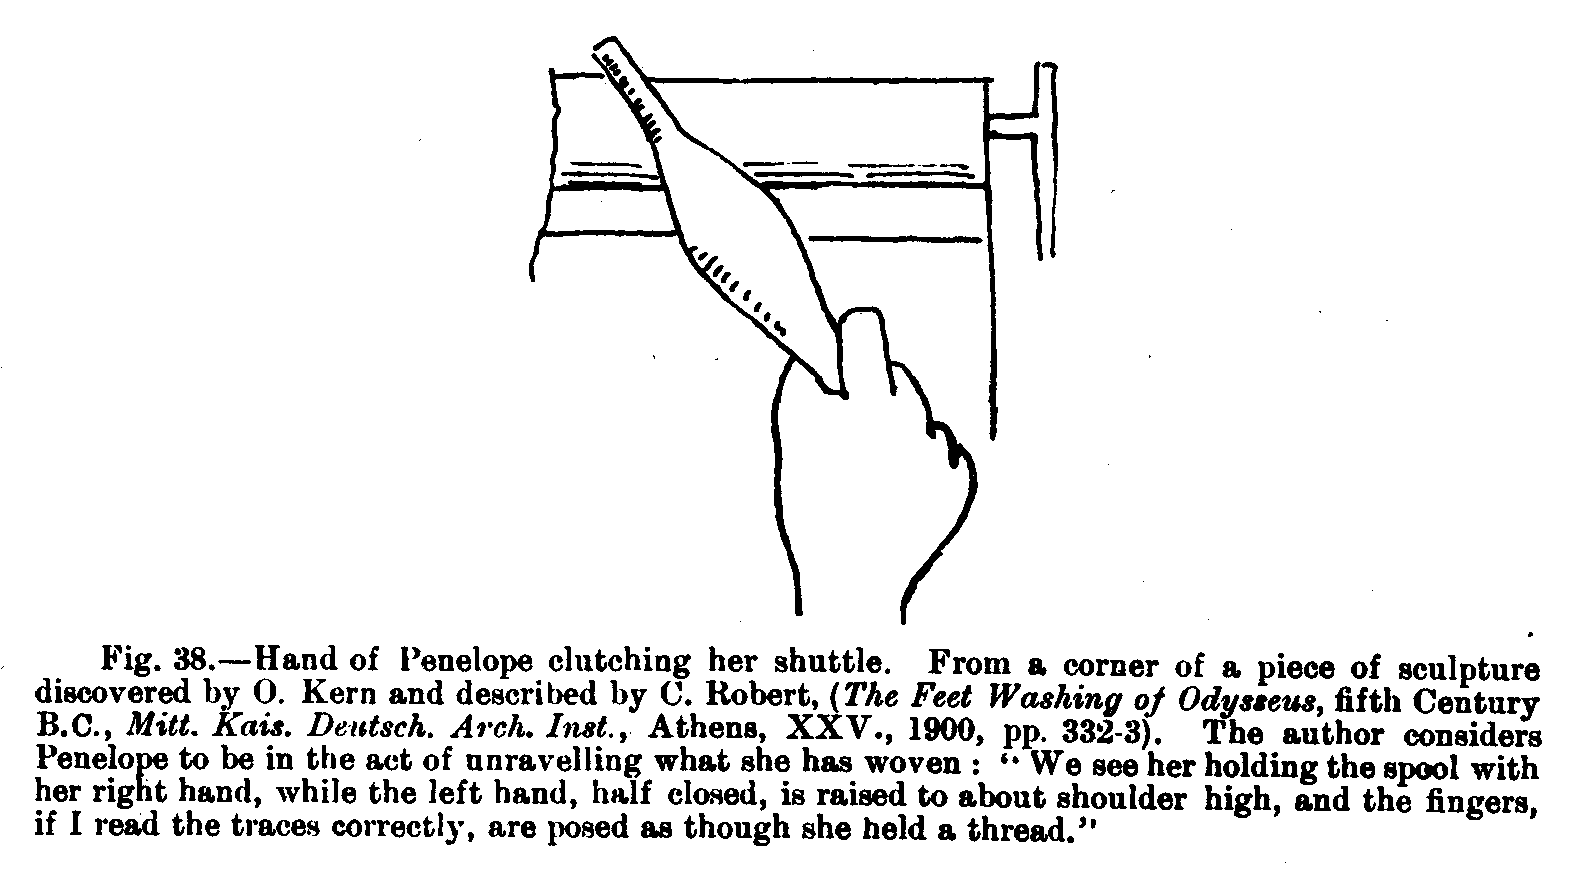 Fig. 38.—Hand of Penelope clutching her shuttle. From a corner of a piece of sculpture
discovered by O. Kern and described by C. Robert, (The Feet Washing of Odysseus, fifth Century
B.C., Mitt. Kais. Deutsch. Arch. Inst., Athens, XXV., 1900, pp. 332-3). The author considers
Penelope to be in the act of unravelling what she has woven : “ We see her holding the spool with
her right hand, while the left hand, half closed, is raised to about shoulder high, and the fingers,
if I read the traces correctly, are posed as though she held a thread.”